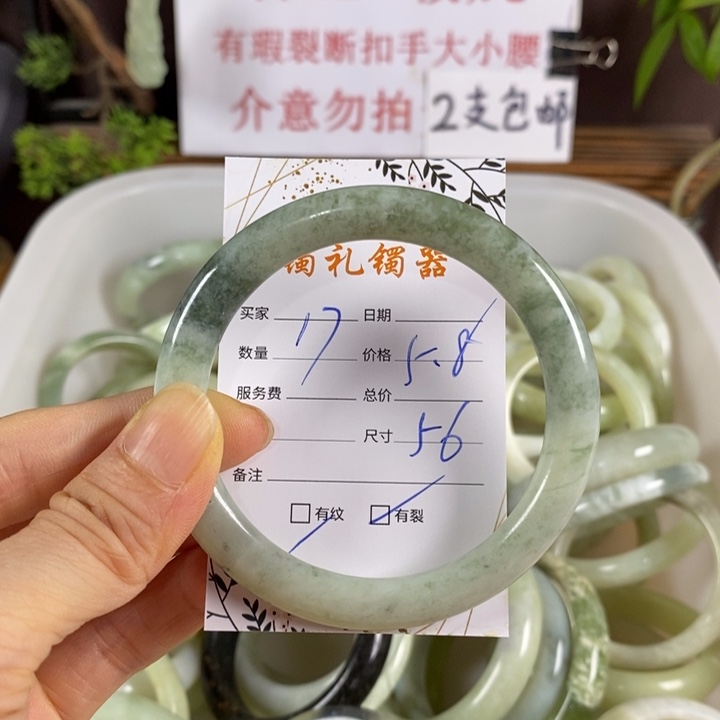 有瑕裂断扣手大小腰
介意勿拍 2支包邮
镯礼镯器
买家 17 日期
数量 价格 5.8
服务费 总价
尺寸 56
备注
有纹 有裂